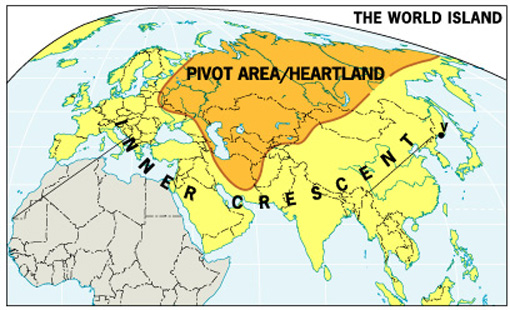 THE WORLD ISLAND
PIVOT AREA/HEARTLAND
INNER CRESCENT
V